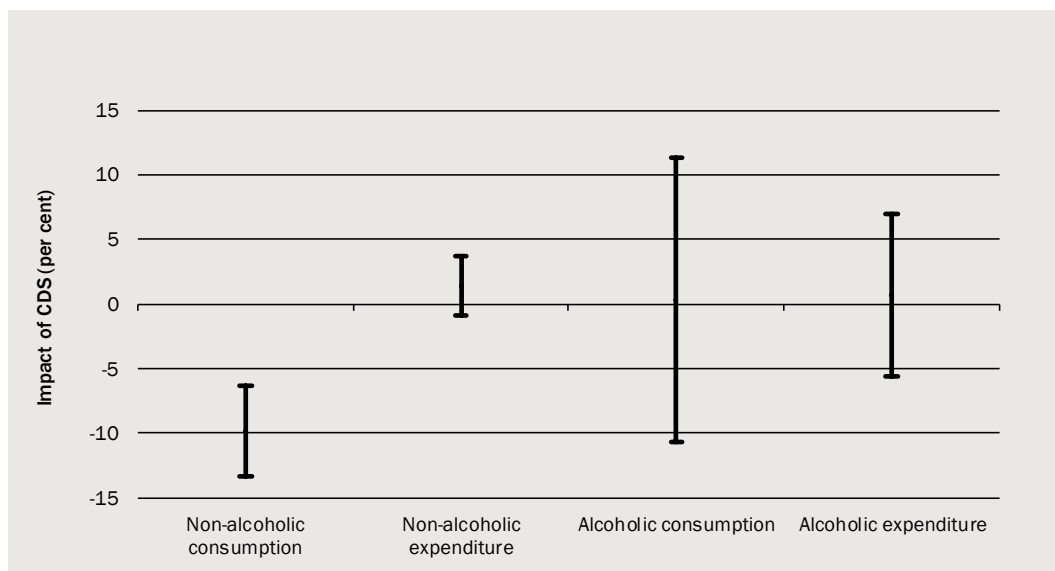 Impact of CDS (per cent)
15
10
5
0
-5
-10
-15
Non-alcoholic
consumption
Non-alcoholic
expenditure
Alcoholic consumption
Alcoholic expenditure